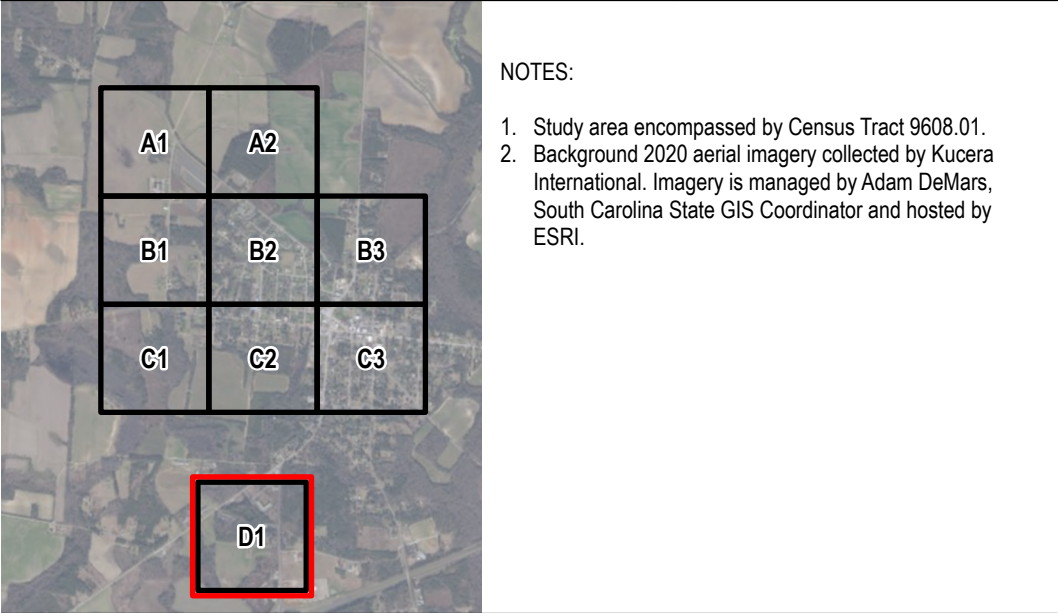 A1 A2
B1 B2 B3
C1 C2 C3
D1
NOTES:
1. Study area encompassed by Census Tract 9608.01.
2. Background 2020 aerial imagery collected by Kucera
International. Imagery is managed by Adam DeMars,
South Carolina State GIS Coordinator and hosted by
ESRI.